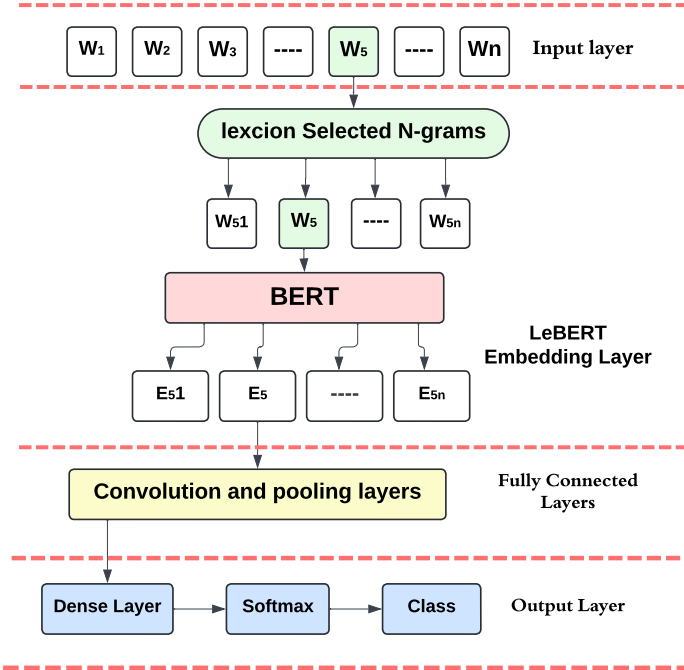 W1 W2 W3 ---- W5 ---- Wn Input layer
lexcion Selected N-grams
W51 W5 ---- W5n
BERT
LeBERT
Embedding Layer
E51 E5 ---- E5n
Convolution and pooling layers
Fully Connected
Layers
Dense Layer Softmax Class Output Layer